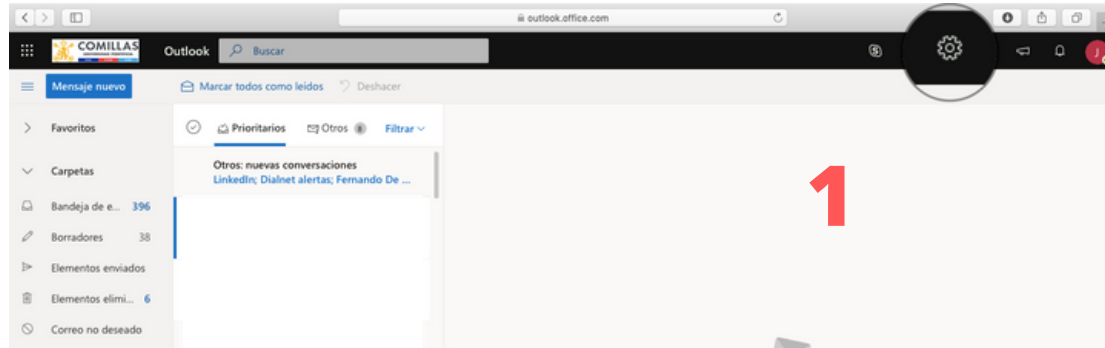 outlook.office.com
COMILLAS
Outlook
Buscar
Mensaje nuevo
Marcar todos como leídos
Deshacer
Favoritos
Prioritarios
Otros 8
Filtrar
Carpetas
Otros: nuevas conversaciones
LinkedIn; Dialnet alertas; Fernando De ...
1
Bandeja de e... 396
Borradores 38
Elementos enviados
Elementos elimi... 6
Correo no deseado